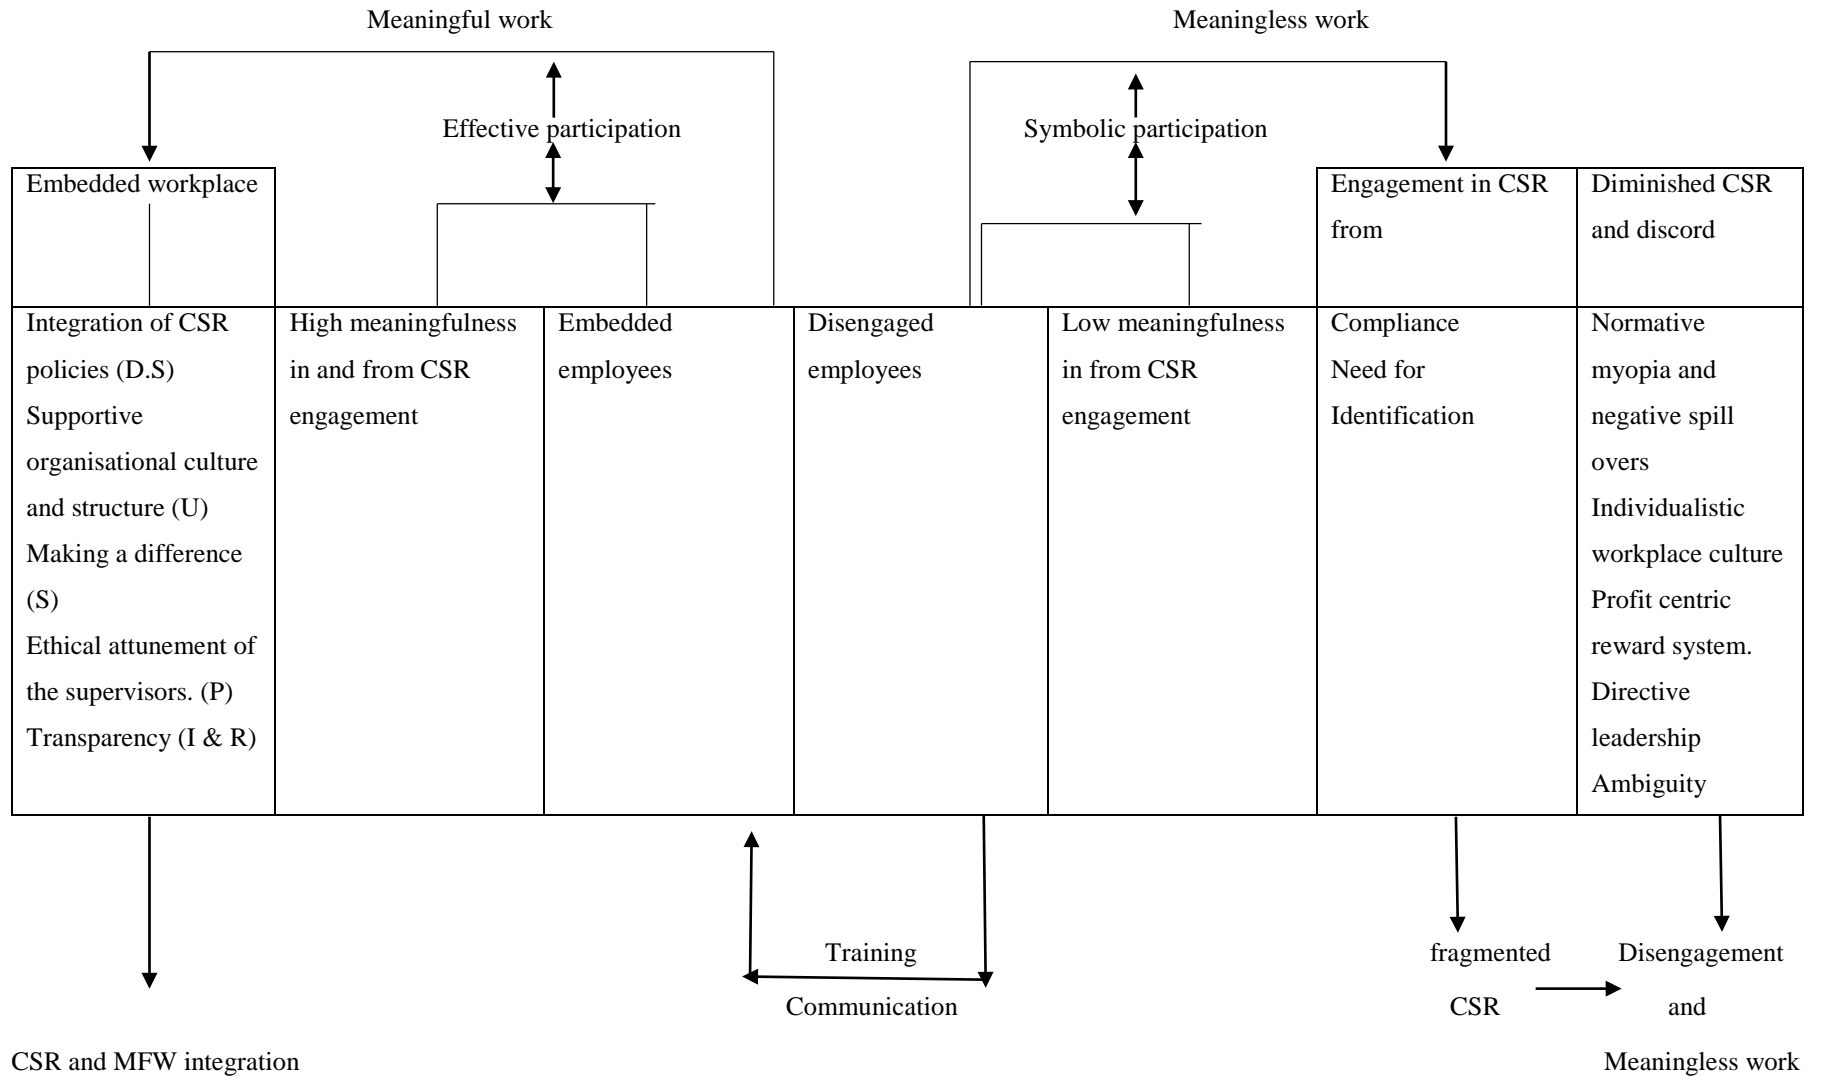 Meaningful work
Meaningless work
Effective participation
Symbolic participation
Embedded workplace
Engagement in CSR
from
Diminished CSR
and discord
Integration of CSR
policies (D.S)
Supportive
organisational culture
and structure (U)
Making a difference
(S)
Ethical attunement of
the supervisors. (P)
Transparency (I & R)
High meaningfulness
in and from CSR
engagement
Embedded
employees
Disengaged
employees
Low meaningfulness
in from CSR
engagement
Compliance
Need for
Identification
Normative
myopia and
negative spill
overs
Individualistic
workplace culture
Profit centric
reward system.
Directive
leadership
Ambiguity
Training
Communication
fragmented
CSR
Disengagement
and
CSR and MFW integration
Meaningless work